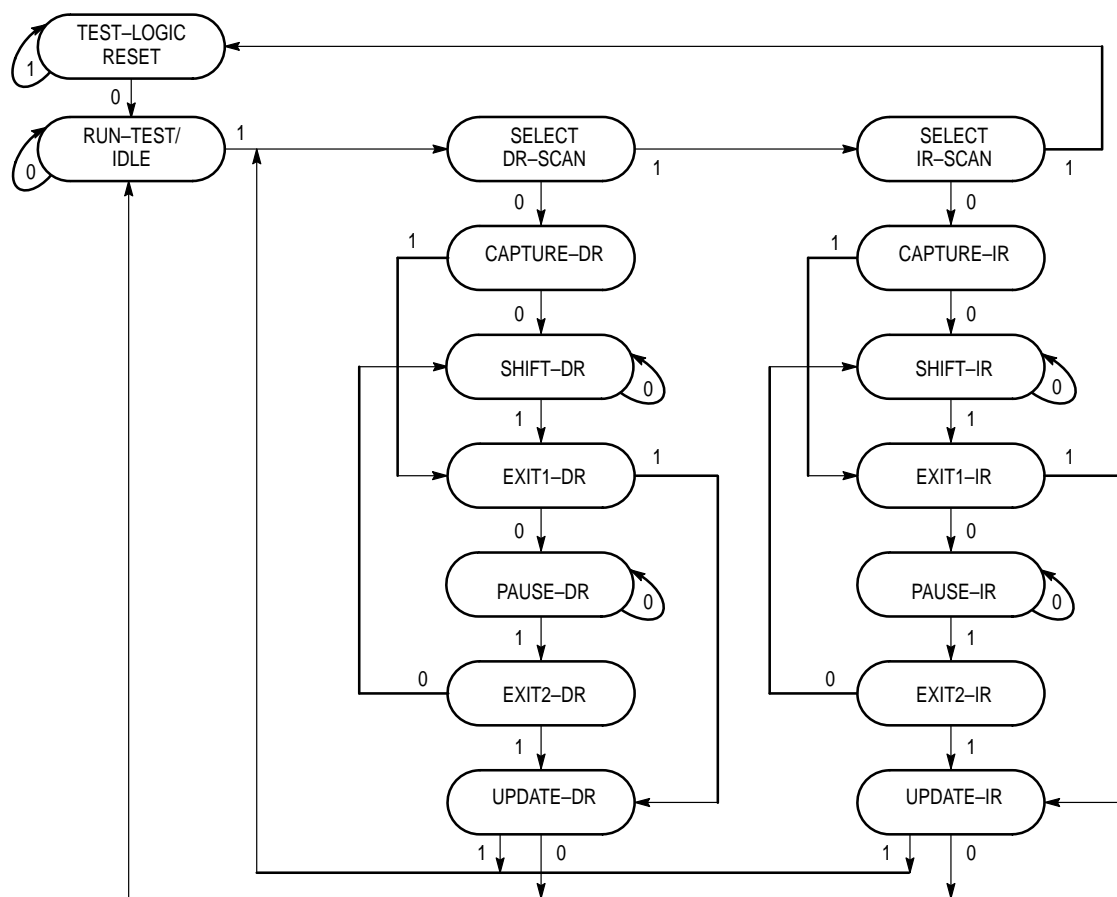 TEST–LOGIC
RESET
1
0
RUN–TEST/
IDLE
0
1
SELECT
DR–SCAN
1
SELECT
IR–SCAN
1
0
0
1
CAPTURE–DR
1
CAPTURE–IR
0
0
SHIFT–DR
0
SHIFT–IR
0
1
1
EXIT1–DR
1
EXIT1–IR
1
0
0
PAUSE–DR
0
PAUSE–IR
0
1
1
0
EXIT2–DR
0
EXIT2–IR
1
1
UPDATE–DR
UPDATE–IR
1
0
1
0